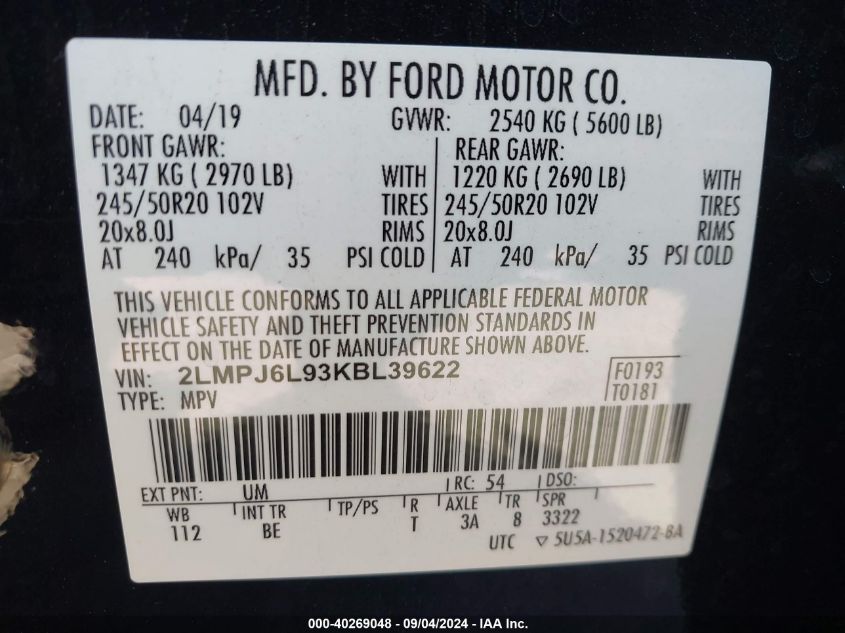 MFD. BY FORD MOTOR CO.
DATE: 04/19 GVWR: 2540 KG ( 5600 LB)
FRONT GAWR: REAR GAWR:
1347 KG ( 2970 LB) WITH 1220 KG ( 2690 LB) WITH
245/50R20 102V TIRES 245/50R20 102V TIRES
20x8.0J RIMS 20x8.0J RIMS
AT 240 kPa/ 35 PSI COLD AT 240 kPa/ 35 PSI COLD
THIS VEHICLE CONFORMS TO ALL APPLICABLE FEDERAL MOTOR
VEHICLE SAFETY AND THEFT PREVENTION STANDARDS IN
EFFECT ON THE DATE OF MANUFACTURE SHOWN ABOVE.
VIN: 2LMPJ6L93KBL39622 F0193
TYPE: MPV T0181
EXT PNT: UM RC: 54 DSO:
WB INT TR TP/PS R AXLE TR SPR
112 BE T 3A 8 3322
UTC ▽ 5U5A-1520472-BA
000-40269048 - 09/04/2024 - IAA Inc.